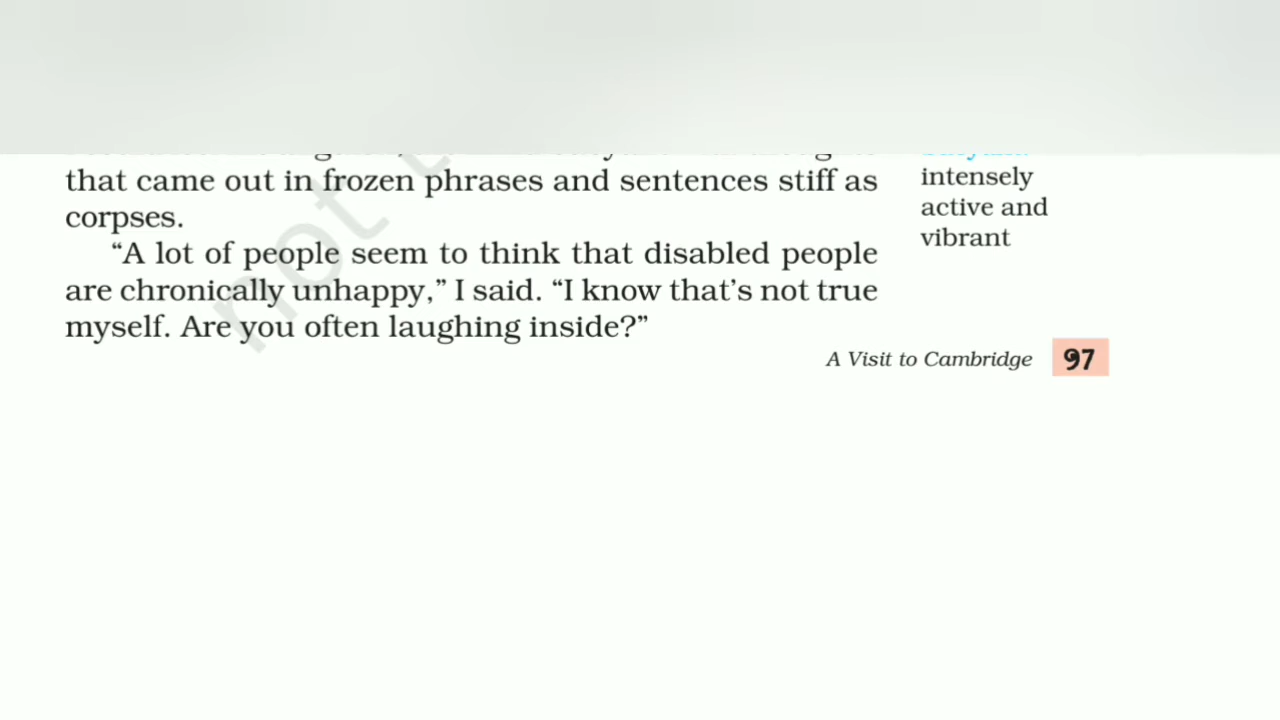 that came out in frozen phrases and sentences stiff as
corpses.
“A lot of people seem to think that disabled people
are chronically unhappy,” I said. “I know that’s not true
myself. Are you often laughing inside?”
intensely
active and
vibrant
A Visit to Cambridge 97
not